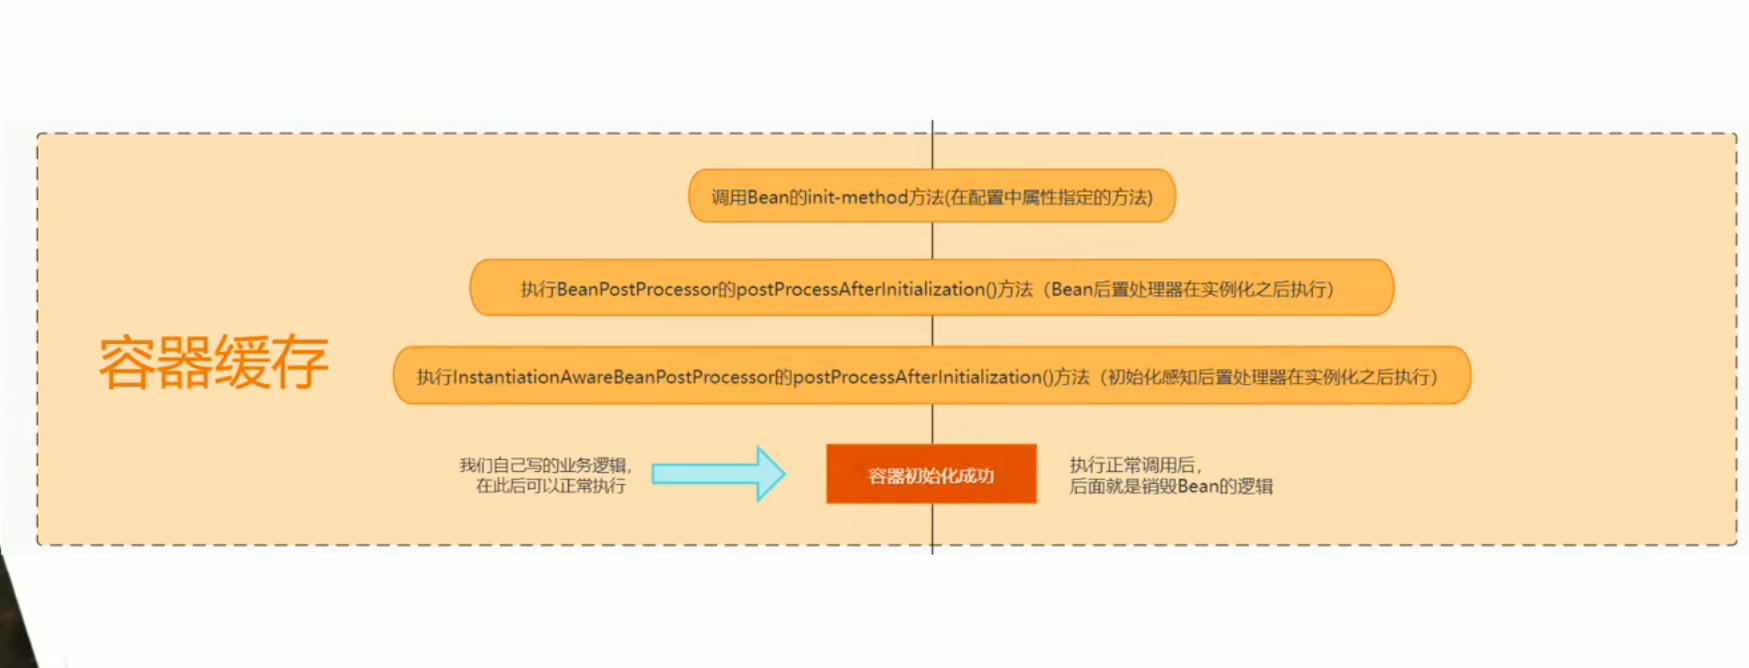 调用Bean的init-method方法(在配置中属性指定的方法)
执行BeanPostProcessor的postProcessAfterInitialization()方法（Bean后置处理器在实例化之后执行）
容器缓存
执行InstantiationAwareBeanPostProcessor的postProcessAfterInitialization()方法（初始化感知后置处理器在实例化之后执行）
我们自己写的业务逻辑，
在此后可以正常执行
容器初始化成功
执行正常调用后，
后面就是销毁Bean的逻辑